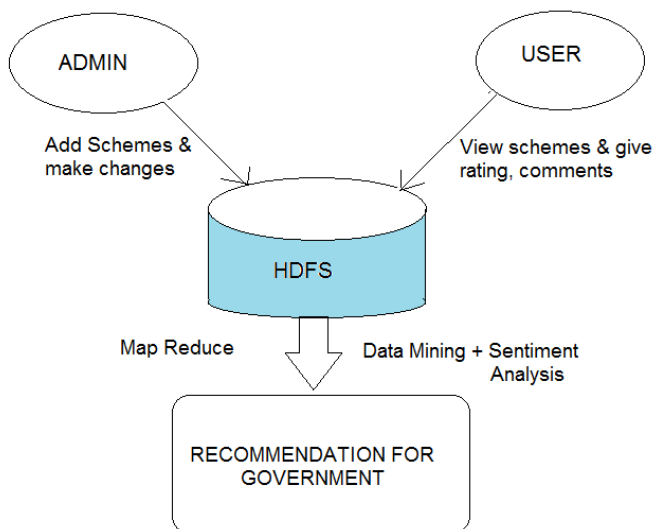 ADMIN
USER
Add Schemes &
make changes
View schemes & give
rating, comments
HDFS
Map Reduce
Data Mining + Sentiment
Analysis
RECOMMENDATION FOR
GOVERNMENT